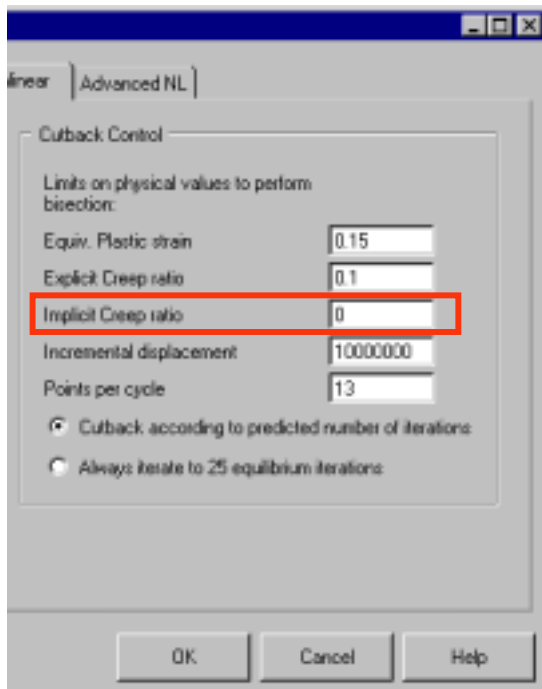 linear
Advanced NL
Cutback Control
Limits on physical values to perform
bisection:
Equiv. Plastic strain 0.15
Explicit Creep ratio 0.1
Implicit Creep ratio 0
Incremental displacement 10000000
Points per cycle 13
Cutback according to predicted number of iterations
Always iterate to 25 equilibrium iterations
OK Cancel Help